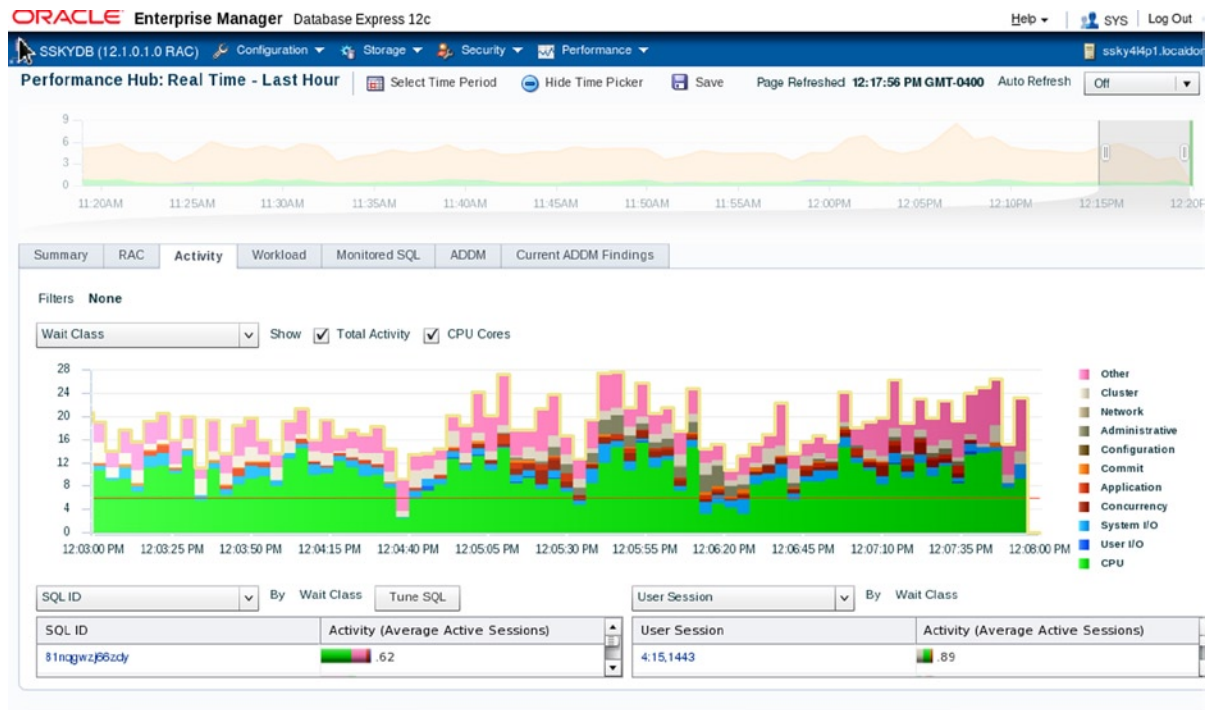 ORACLE Enterprise Manager Database Express 12c Help SYS Log Out
SSKYDB (12.1.0.1.0 RAC) Configuration Storage Security Performance ssky4l4p1.localdor
Performance Hub: Real Time - Last Hour Select Time Period Hide Time Picker Save Page Refreshed 12:17:56 PM GMT-0400 Auto Refresh Off
9
6
3
0
11:20AM 11:25AM 11:30AM 11:35AM 11:40AM 11:45AM 11:50AM 11:55AM 12:00PM 12:05PM 12:10PM 12:15PM 12:20P
Summary RAC Activity Workload Monitored SQL ADDM Current ADDM Findings
Filters None
Wait Class Show Total Activity CPU Cores
28
24
20
16
12
8
4
0
12:03:00 PM 12:03:25 PM 12:03:50 PM 12:04:15 PM 12:04:40 PM 12:05:05 PM 12:05:30 PM 12:05:55 PM 12:06:20 PM 12:06:45 PM 12:07:10 PM 12:07:35 PM 12:08:00 PM
Other
Cluster
Network
Administrative
Configuration
Commit
Application
Concurrency
System I/O
User I/O
CPU
SQL ID By Wait Class Tune SQL
SQL ID Activity (Average Active Sessions)
81nqgwzj66zdy .62
User Session By Wait Class
User Session Activity (Average Active Sessions)
4:15,1443 .89